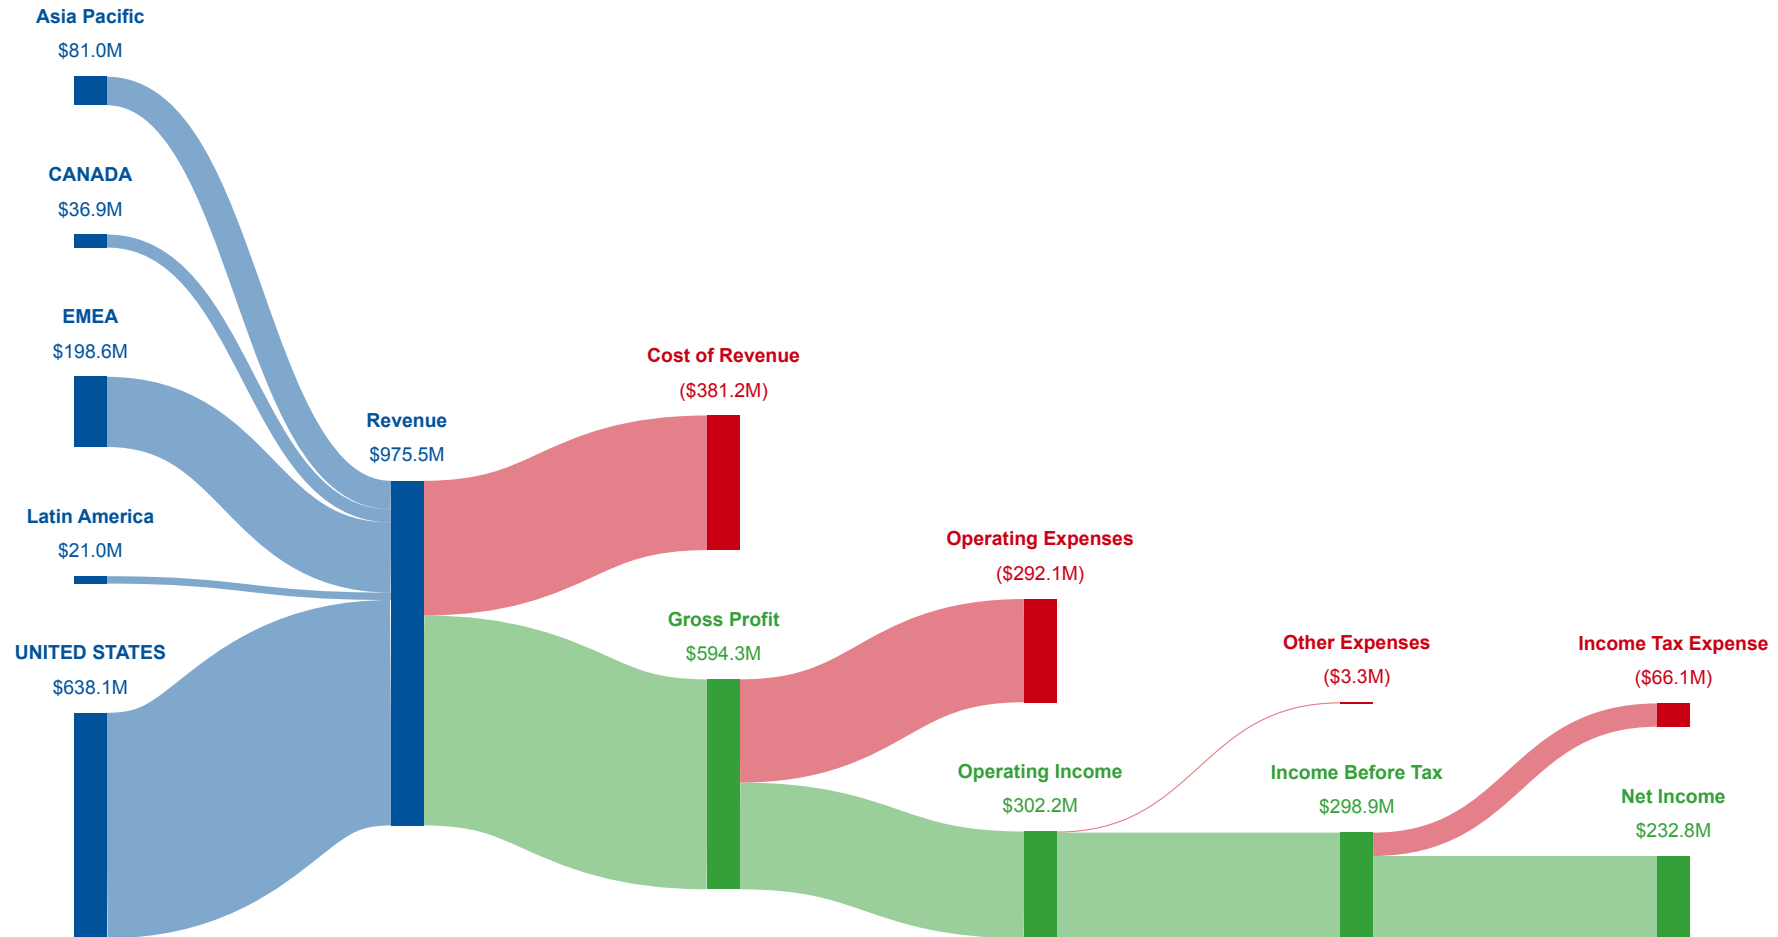 Asia Pacific
$81.0M
CANADA
$36.9M
EMEA
$198.6M
Latin America
$21.0M
UNITED STATES
$638.1M
Revenue
$975.5M
Cost of Revenue
($381.2M)
Gross Profit
$594.3M
Operating Expenses
($292.1M)
Operating Income
$302.2M
Other Expenses
($3.3M)
Income Before Tax
$298.9M
Income Tax Expense
($66.1M)
Net Income
$232.8M